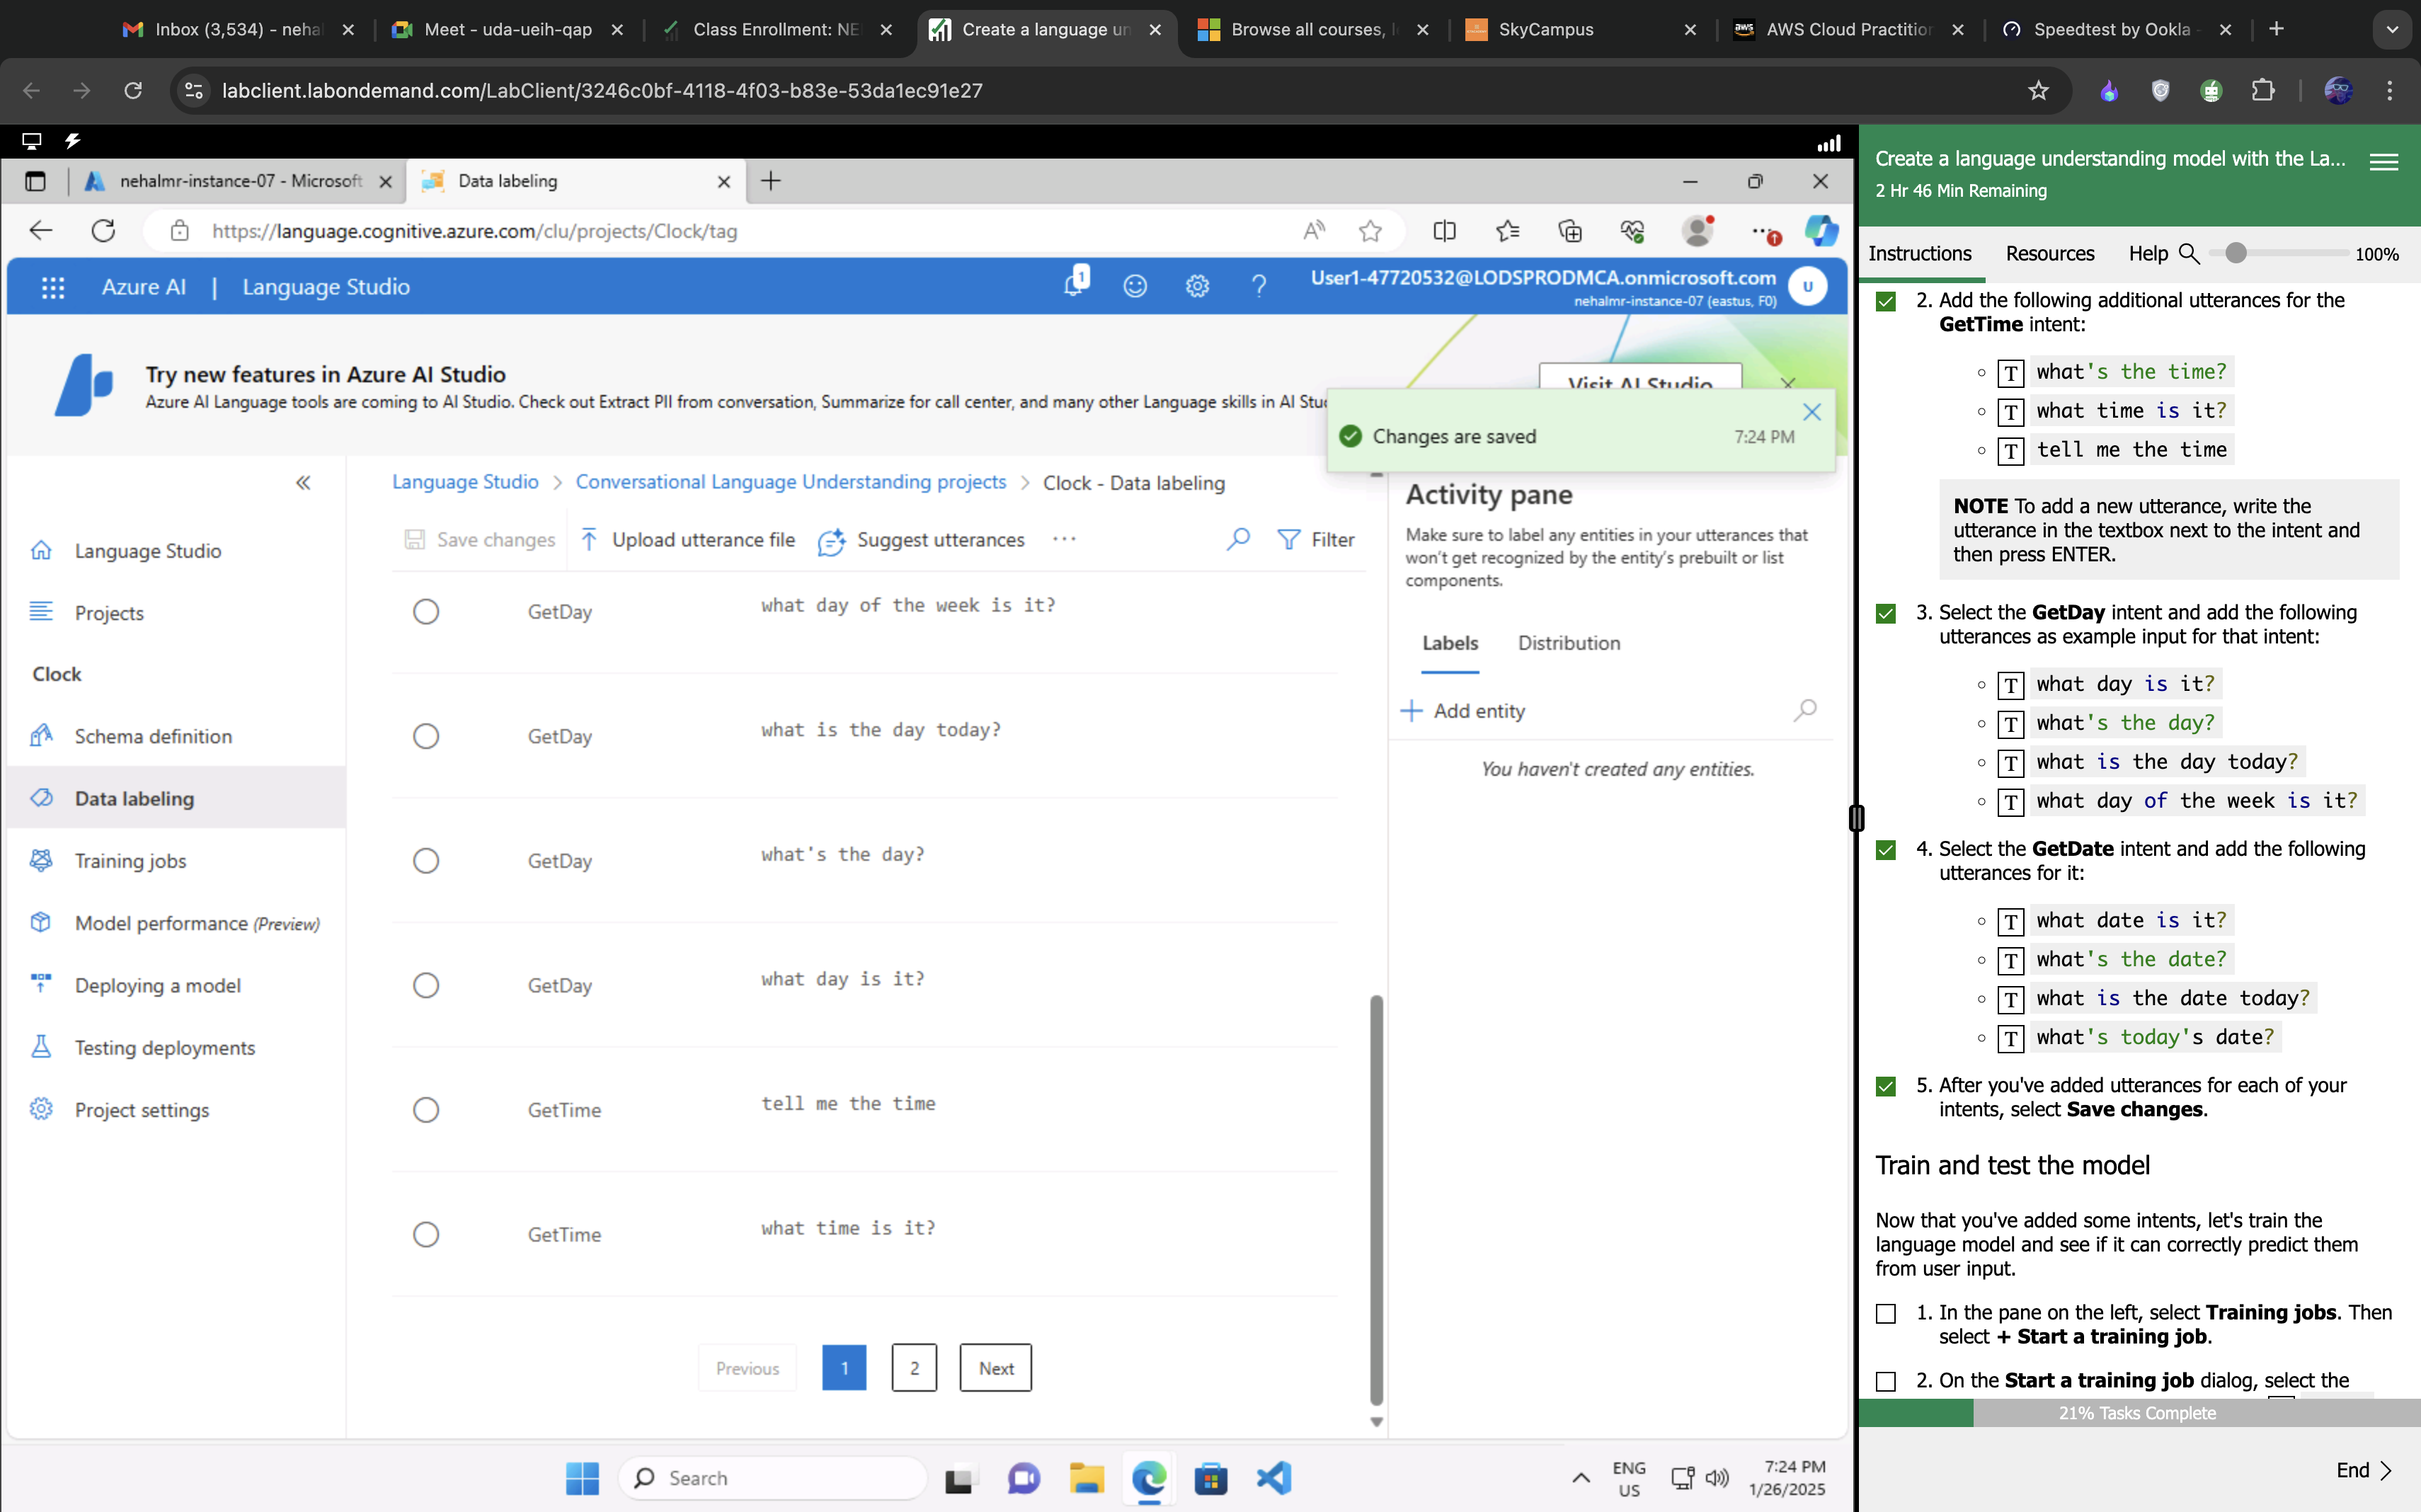 Inbox (3,534) - neha
Meet - uda-ueih-qap
Class Enrollment: NE
Create a language un
Browse all courses, l
SkyCampus
AWS Cloud Practition
Speedtest by Ookla -
labclient.labondemand.com/LabClient/3246c0bf-4118-4f03-b83e-53da1ec91e27
nehalmr-instance-07 - Microsoft
Data labeling
https://language.cognitive.azure.com/clu/projects/Clock/tag
Azure AI | Language Studio
1
User1-47720532@LODSPRODMCA.onmicrosoft.com
nehalmr-instance-07 (eastus, F0)
U
Try new features in Azure AI Studio
Azure AI Language tools are coming to AI Studio. Check out Extract PII from conversation, Summarize for call center, and many other Language skills in AI Stu
Visit AI Studio
Changes are saved
7:24 PM
Language Studio
Projects
Clock
Schema definition
Data labeling
Training jobs
Model performance (Preview)
Deploying a model
Testing deployments
Project settings
Language Studio > Conversational Language Understanding projects > Clock - Data labeling
Save changes
Upload utterance file
Suggest utterances
...
Filter
GetDay what day of the week is it?
GetDay what is the day today?
GetDay what's the day?
GetDay what day is it?
GetTime tell me the time
GetTime what time is it?
Previous
1
2
Next
Activity pane
Make sure to label any entities in your utterances that
won't get recognized by the entity's prebuilt or list
components.
Labels
Distribution
Add entity
You haven't created any entities.
Search
ENG
US
7:24 PM
1/26/2025
Create a language understanding model with the La...
2 Hr 46 Min Remaining
Instructions
Resources
Help
100%
2. Add the following additional utterances for the
GetTime intent:
T what's the time?
T what time is it?
T tell me the time
NOTE To add a new utterance, write the
utterance in the textbox next to the intent and
then press ENTER.
3. Select the GetDay intent and add the following
utterances as example input for that intent:
T what day is it?
T what's the day?
T what is the day today?
T what day of the week is it?
4. Select the GetDate intent and add the following
utterances for it:
T what date is it?
T what's the date?
T what is the date today?
T what's today's date?
5. After you've added utterances for each of your
intents, select Save changes.
Train and test the model
Now that you've added some intents, let's train the
language model and see if it can correctly predict them
from user input.
1. In the pane on the left, select Training jobs. Then
select + Start a training job.
2. On the Start a training job dialog, select the
21% Tasks Complete
End